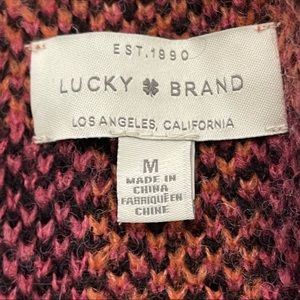 EST.1990
LUCKY BRAND
LOS ANGELES, CALIFORNIA
M
MADE IN
CHINA
FABRIQUÉ EN
CHINE